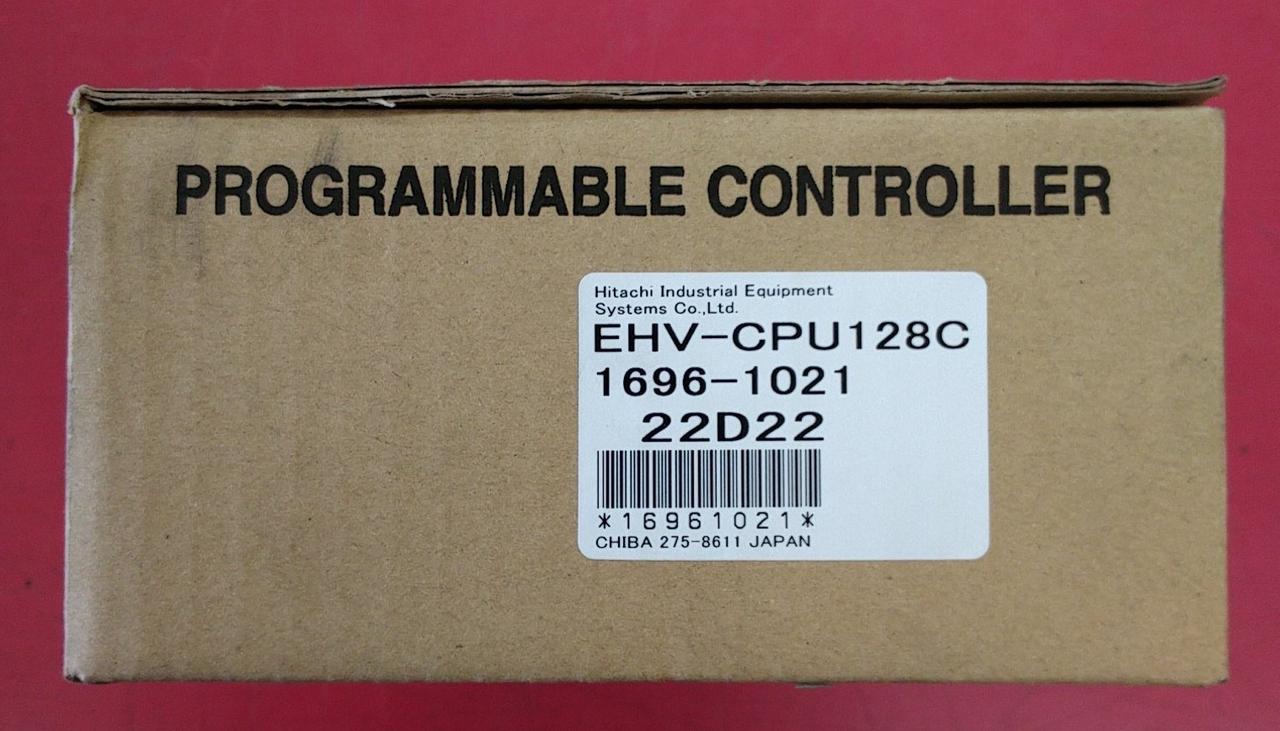 PROGRAMMABLE CONTROLLER
Hitachi Industrial Equipment
Systems Co.,Ltd.
EHV-CPU128C
1696-1021
22D22
*16961021*
CHIBA 275-8611 JAPAN